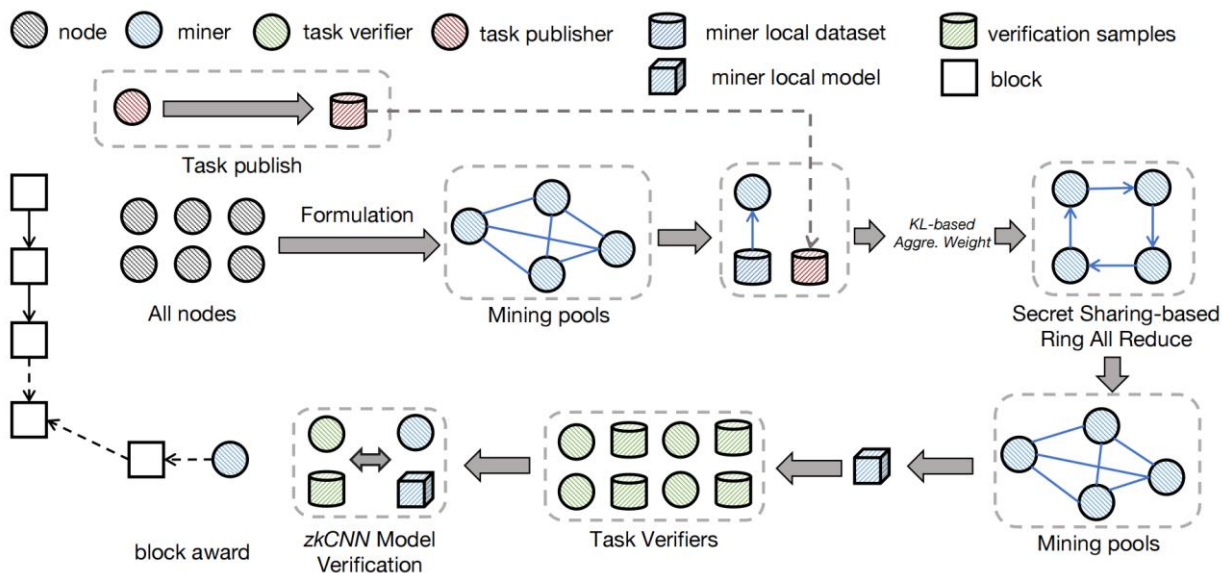 node
miner
task verifier
task publisher
miner local dataset
verification samples
miner local model
block
Task publish
Formulation
All nodes
Mining pools
KL-based
Aggre. Weight
Secret Sharing-based
Ring All Reduce
block award
zkCNN Model
Verification
Task Verifiers
Mining pools